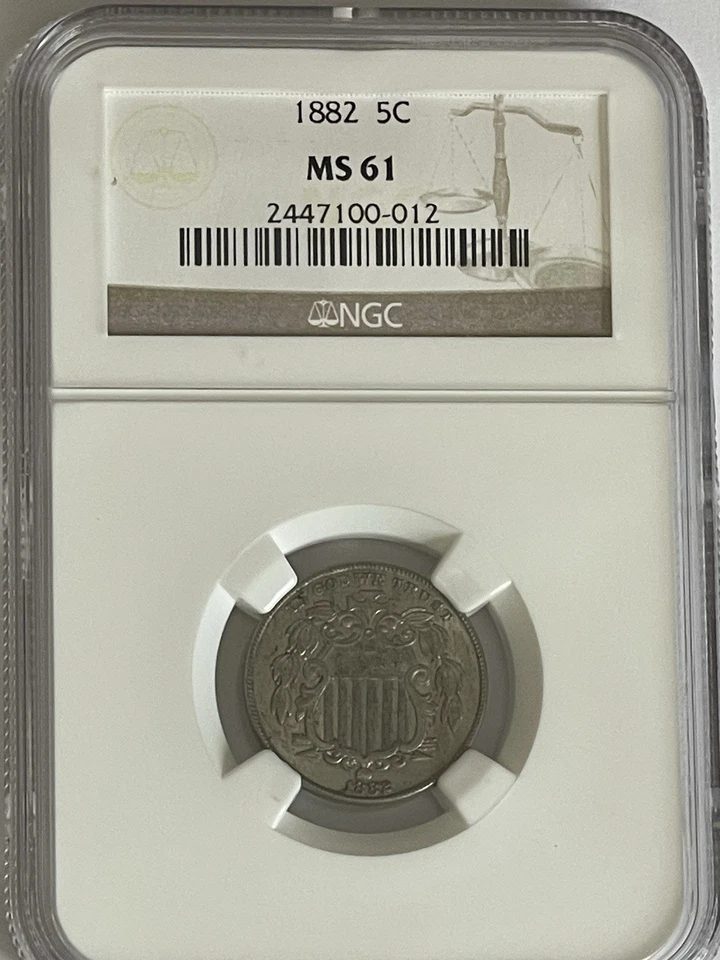 1882 5C
MS 61
2447100-012
NGC
IN GOD WE TRUST
1882